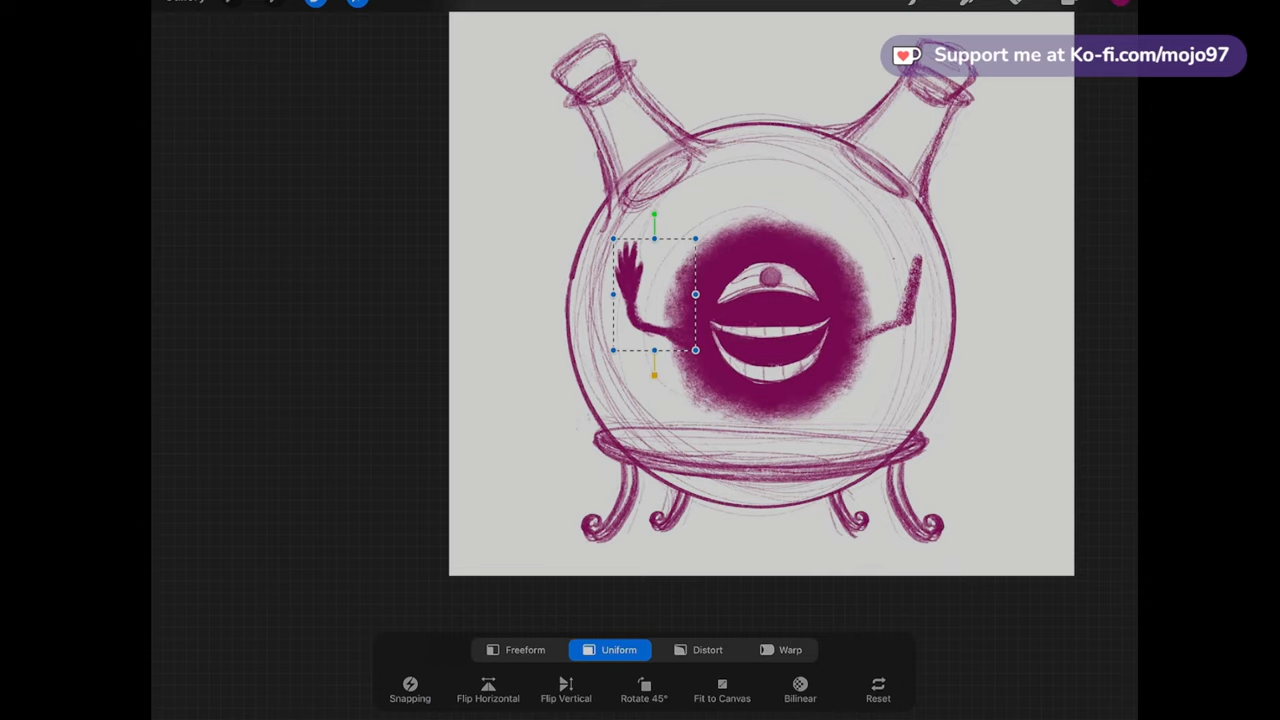 Support me at Ko-fi.com/mojo97
Freeform Uniform Distort Warp
Snapping Flip Horizontal Flip Vertical Rotate 45° Fit to Canvas Bilinear Reset